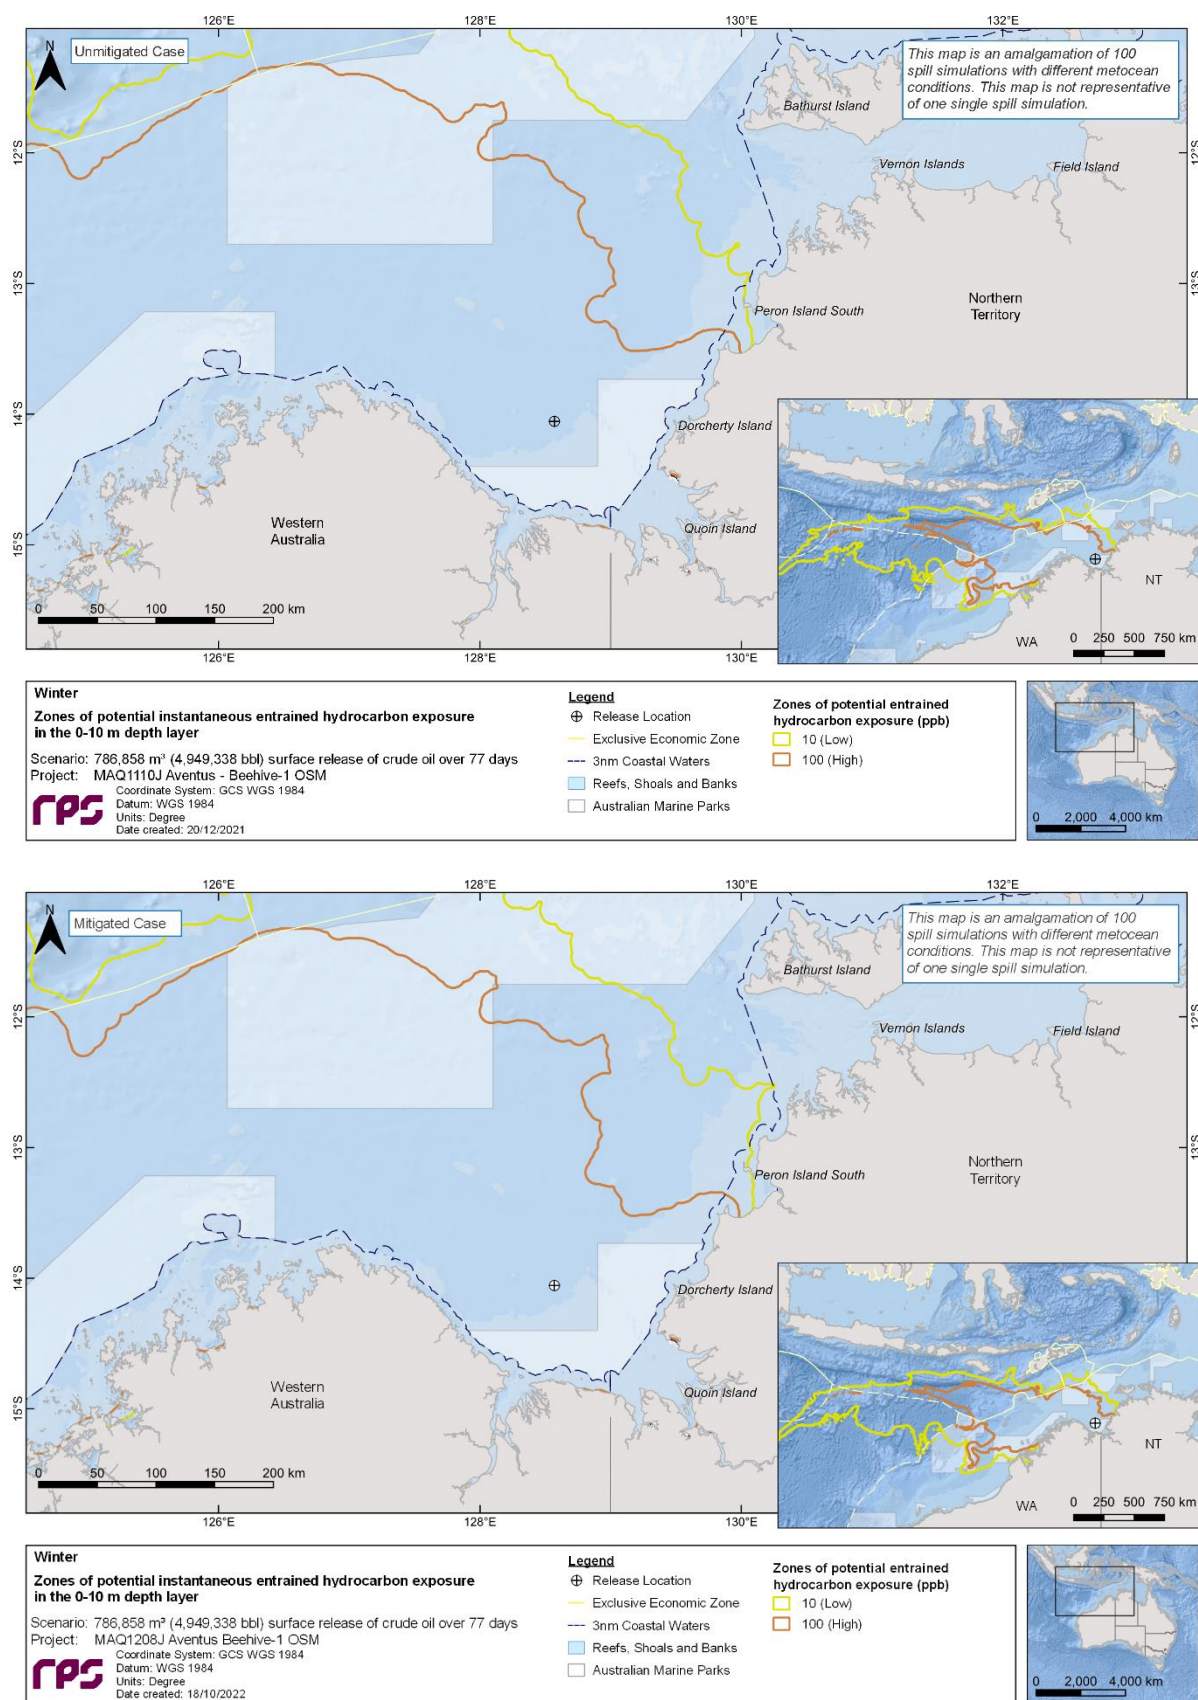 126°E 128°E 130°E 132°E
Unmitigated Case
N
This map is an amalgamation of 100
spill simulations with different metocean
conditions. This map is not representative
of one single spill simulation.
Bathurst Island
12°S 12°S
Vernon Islands
Field Island
13°S 13°S
Peron Island South
Northern
Territory
14°S
Dorcherty Island
Western
Australia
Quoin Island
15°S
0 50 100 150 200 km
NT
WA
0 250 500 750 km
126°E 128°E 130°E
Winter
Zones of potential instantaneous entrained hydrocarbon exposure
in the 0-10 m depth layer
Scenario: 786,858 m³ (4,949,338 bbl) surface release of crude oil over 77 days
Project: MAQ1110J Aventus - Beehive-1 OSM
rps
Coordinate System: GCS WGS 1984
Datum: WGS 1984
Units: Degree
Date created: 20/12/2021
Legend
Release Location
Exclusive Economic Zone
3nm Coastal Waters
Reefs, Shoals and Banks
Australian Marine Parks
Zones of potential entrained
hydrocarbon exposure (ppb)
10 (Low)
100 (High)
0 2,000 4,000 km
126°E 128°E 130°E 132°E
N
Mitigated Case
This map is an amalgamation of 100
spill simulations with different metocean
conditions. This map is not representative
of one single spill simulation.
Bathurst Island
12°S 12°S
Vernon Islands
Field Island
13°S 13°S
Peron Island South
Northern
Territory
14°S
Dorcherty Island
Western
Australia
Quoin Island
15°S
0 50 100 150 200 km
NT
WA
0 250 500 750 km
126°E 128°E 130°E
Winter
Zones of potential instantaneous entrained hydrocarbon exposure
in the 0-10 m depth layer
Scenario: 786,858 m³ (4,949,338 bbl) surface release of crude oil over 77 days
Project: MAQ1208J Aventus Beehive-1 OSM
rps
Coordinate System: GCS WGS 1984
Datum: WGS 1984
Units: Degree
Date created: 18/10/2022
Legend
Release Location
Exclusive Economic Zone
3nm Coastal Waters
Reefs, Shoals and Banks
Australian Marine Parks
Zones of potential entrained
hydrocarbon exposure (ppb)
10 (Low)
100 (High)
0 2,000 4,000 km